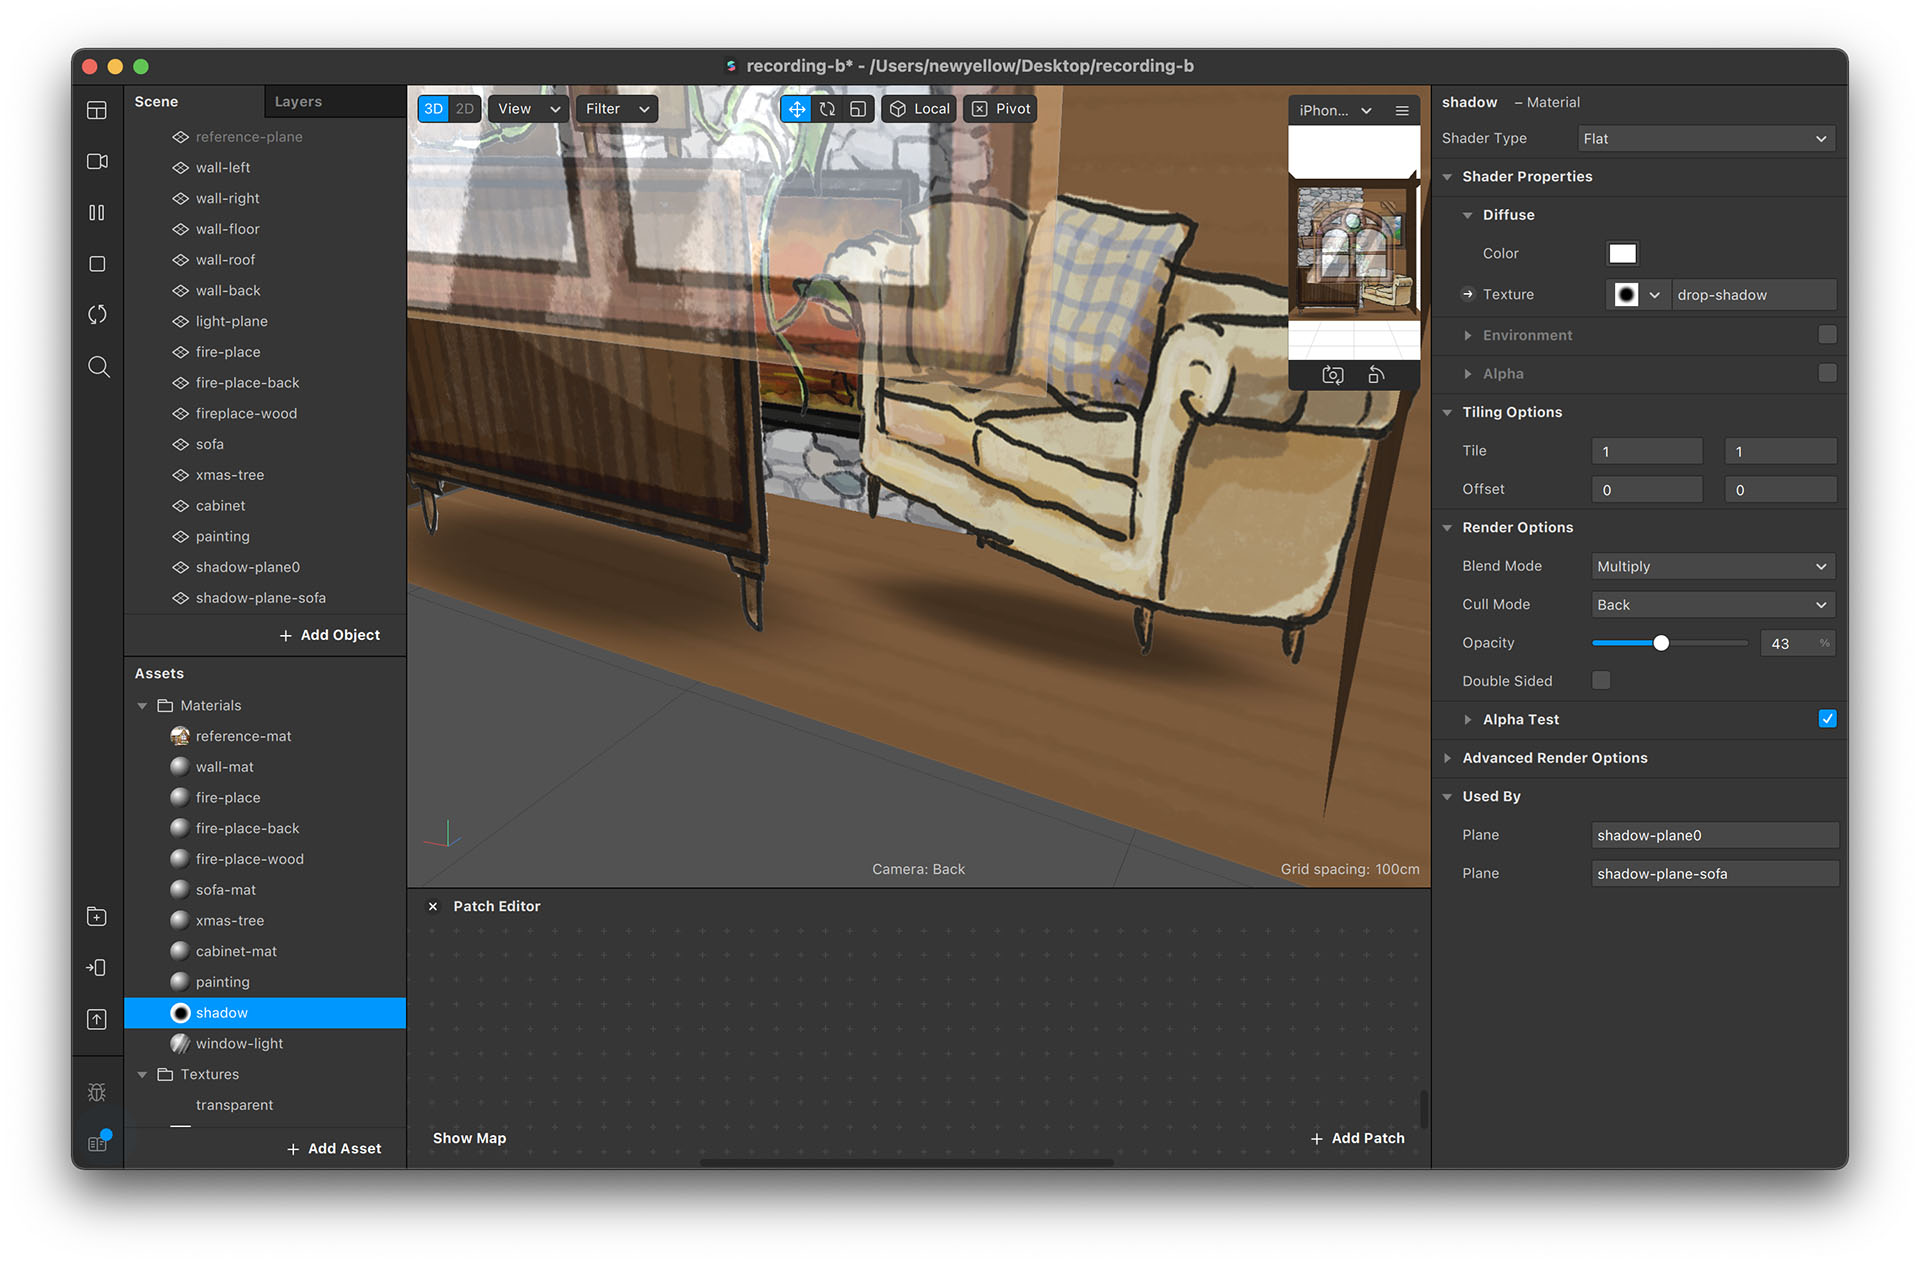 recording-b* - /Users/newyellow/Desktop/recording-b
Scene
Layers
reference-plane
wall-left
wall-right
wall-floor
wall-roof
wall-back
light-plane
fire-place
fire-place-back
fireplace-wood
sofa
xmas-tree
cabinet
painting
shadow-plane0
shadow-plane-sofa
+ Add Object
Assets
Materials
reference-mat
wall-mat
fire-place
fire-place-back
fire-place-wood
sofa-mat
xmas-tree
cabinet-mat
painting
shadow
window-light
Textures
transparent
+ Add Asset
3D 2D View Filter Local Pivot
iPhon...
Camera: Back
Grid spacing: 100cm
Patch Editor
Show Map
+ Add Patch
shadow – Material
Shader Type Flat
Shader Properties
Diffuse
Color
Texture drop-shadow
Environment
Alpha
Tiling Options
Tile 1 1
Offset 0 0
Render Options
Blend Mode Multiply
Cull Mode Back
Opacity 43 %
Double Sided
Alpha Test
Advanced Render Options
Used By
Plane shadow-plane0
Plane shadow-plane-sofa